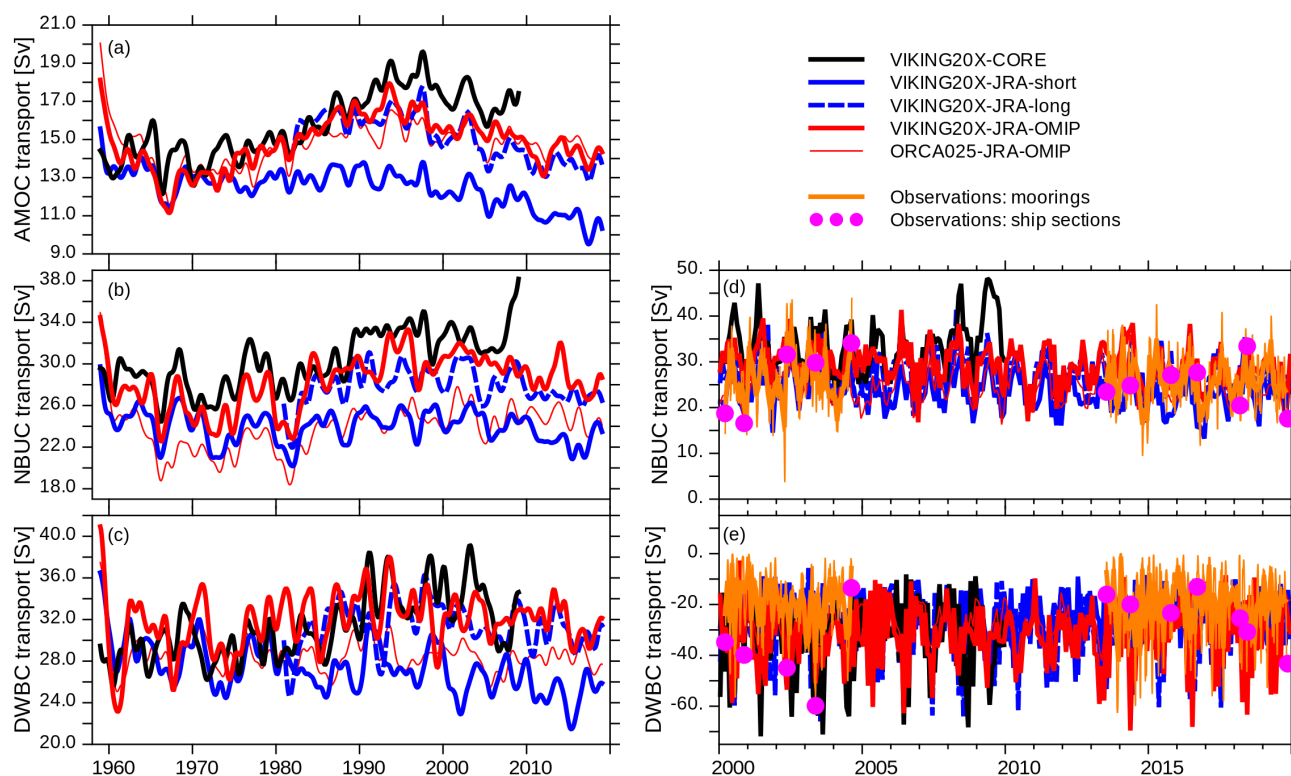 21.0
19.0
17.0
15.0
13.0
11.0
9.0
AMOC transport [Sv]
(a)
38.0
34.0
30.0
26.0
22.0
18.0
NBUC transport [Sv]
(b)
40.0
36.0
32.0
28.0
24.0
20.0
DWBC transport [Sv]
(c)
1960 1970 1980 1990 2000 2010
VIKING20X-CORE
VIKING20X-JRA-short
VIKING20X-JRA-long
VIKING20X-JRA-OMIP
ORCA025-JRA-OMIP
Observations: moorings
Observations: ship sections
50.
40.
30.
20.
10.
0.
NBUC transport [Sv]
(d)
0.
-20.
-40.
-60.
DWBC transport [Sv]
(e)
2000 2005 2010 2015